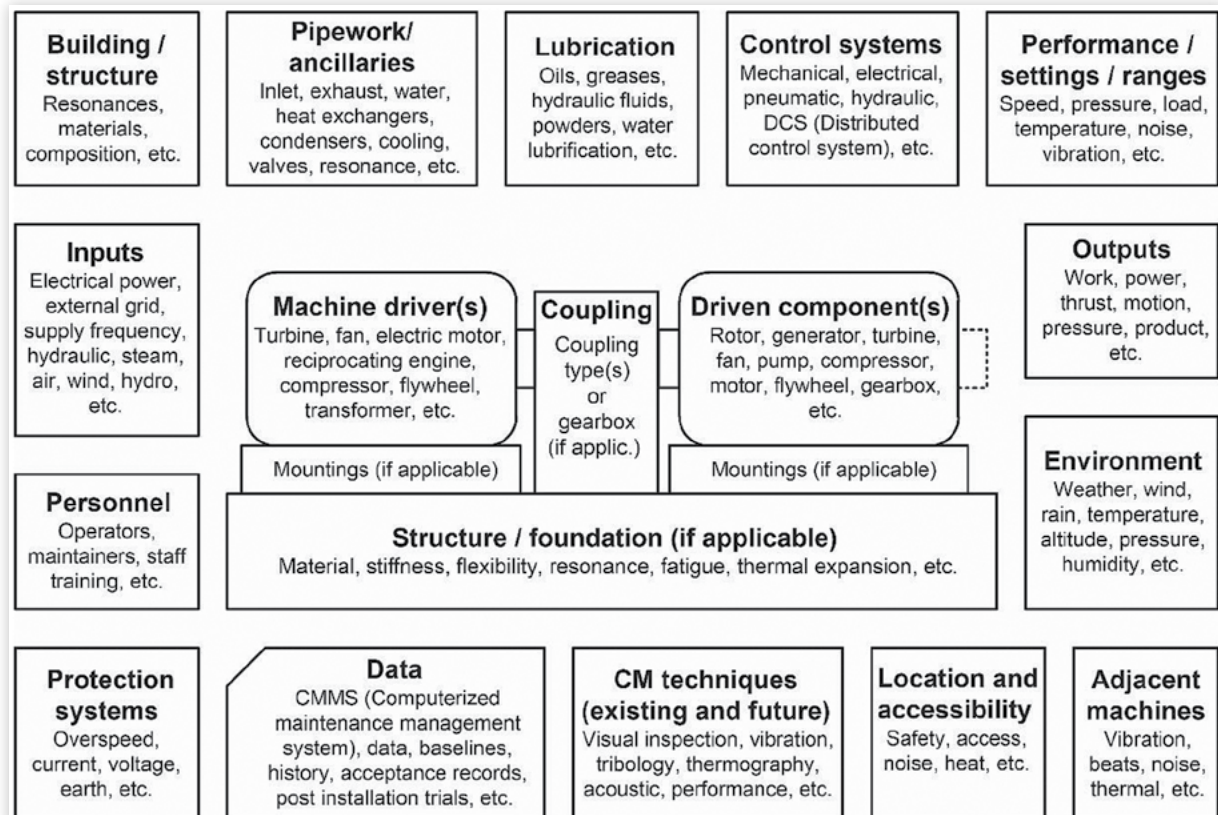 Building /
structure
Resonances,
materials,
composition, etc.
Pipework/
ancillaries
Inlet, exhaust, water,
heat exchangers,
condensers, cooling,
valves, resonance, etc.
Lubrication
Oils, greases,
hydraulic fluids,
powders, water
lubrification, etc.
Control systems
Mechanical, electrical,
pneumatic, hydraulic,
DCS (Distributed
control system), etc.
Performance /
settings / ranges
Speed, pressure, load,
temperature, noise,
vibration, etc.
Inputs
Electrical power,
external grid,
supply frequency,
hydraulic, steam,
air, wind, hydro,
etc.
Machine driver(s)
Turbine, fan, electric motor,
reciprocating engine,
compressor, flywheel,
transformer, etc.
Coupling
Coupling
type(s)
or
gearbox
(if applic.)
Driven component(s)
Rotor, generator, turbine,
fan, pump, compressor,
motor, flywheel, gearbox,
etc.
Outputs
Work, power,
thrust, motion,
pressure, product,
etc.
Mountings (if applicable)
Mountings (if applicable)
Personnel
Operators,
maintainers, staff
training, etc.
Structure / foundation (if applicable)
Material, stiffness, flexibility, resonance, fatigue, thermal expansion, etc.
Environment
Weather, wind,
rain, temperature,
altitude, pressure,
humidity, etc.
Protection
systems
Overspeed,
current, voltage,
earth, etc.
Data
CMMS (Computerized
maintenance management
system), data, baselines,
history, acceptance records,
post installation trials, etc.
CM techniques
(existing and future)
Visual inspection, vibration,
tribology, thermography,
acoustic, performance, etc.
Location and
accessibility
Safety, access,
noise, heat, etc.
Adjacent
machines
Vibration,
beats, noise,
thermal, etc.